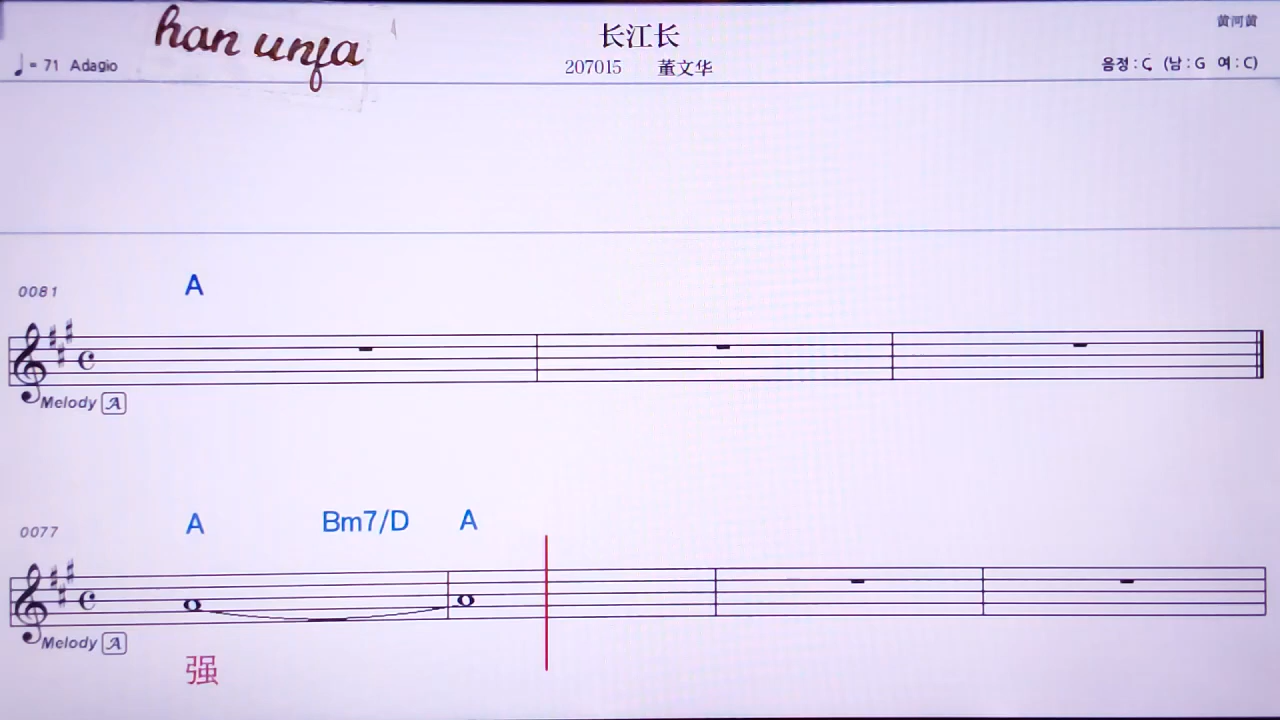 han unfa
长江长
黄河黄
♩= 71 Adagio
207015 董文华
음정 : C (남 : G 여 : C)
0081
A
Melody A
0077
A Bm7/D A
Melody A
强